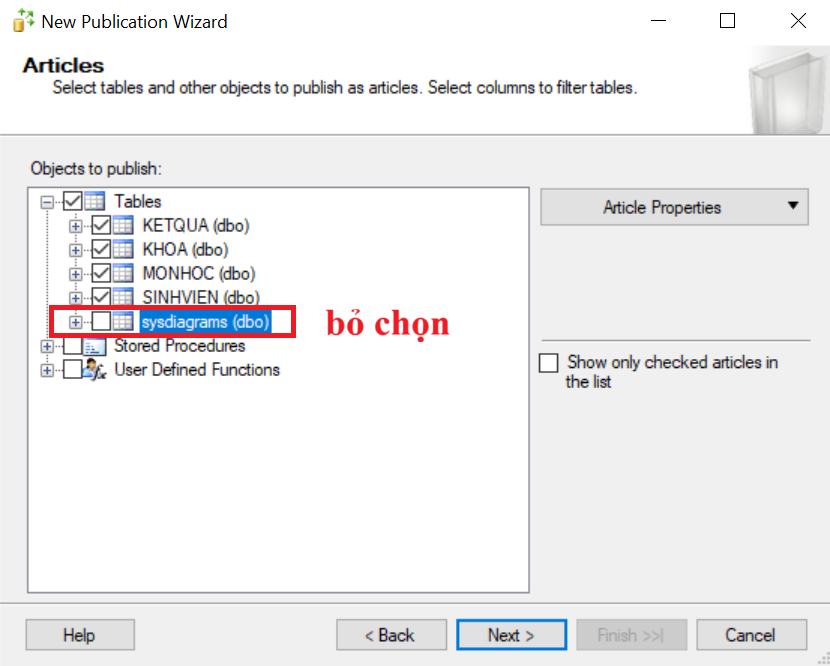 New Publication Wizard
Articles
Select tables and other objects to publish as articles. Select columns to filter tables.
Objects to publish:
Tables
KETQUA (dbo)
KHOA (dbo)
MONHOC (dbo)
SINHVIEN (dbo)
sysdiagrams (dbo)
bỏ chọn
Stored Procedures
User Defined Functions
Article Properties
Show only checked articles in
the list
Help
< Back
Next >
Finish >>|
Cancel